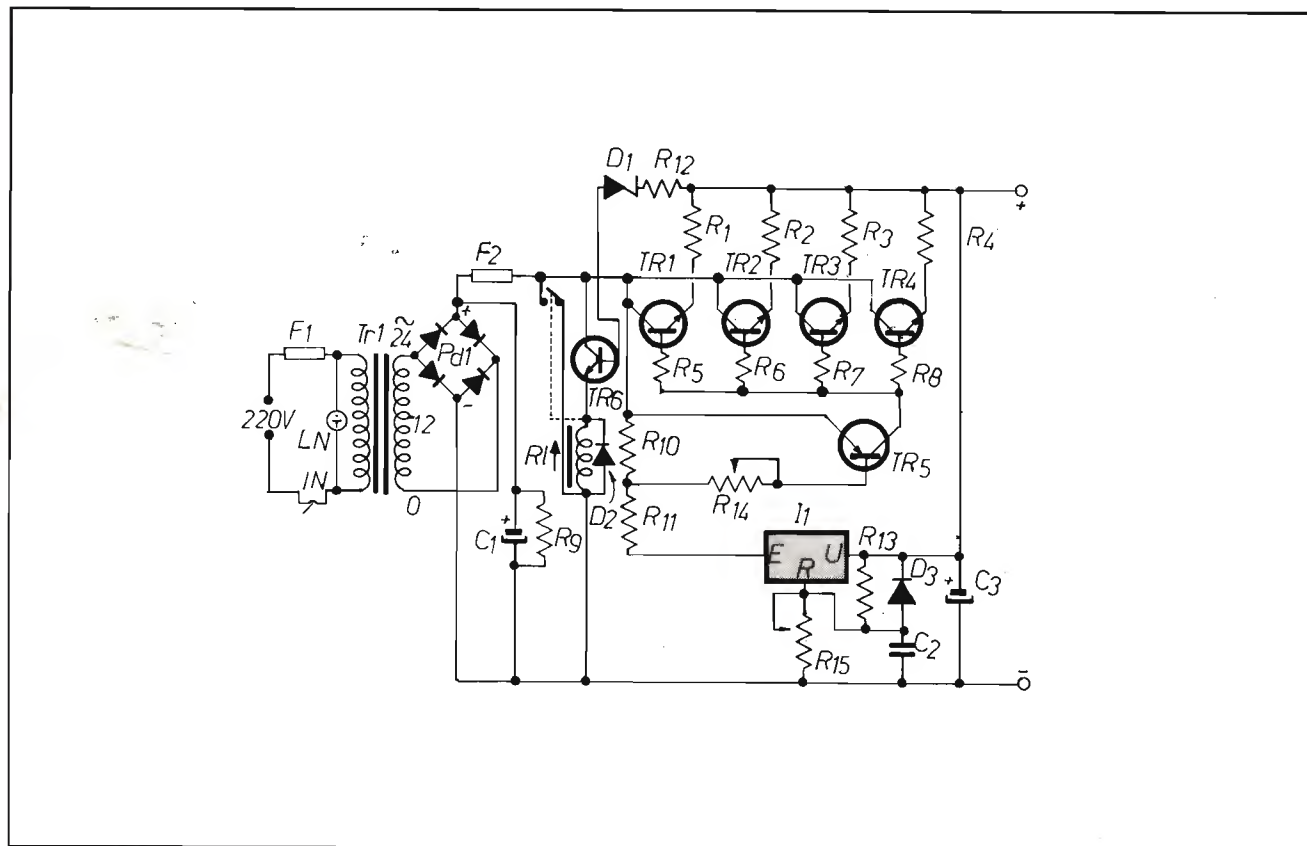 D1 R12
+
R1 R2 R3 R4
F2 TR1 TR2 TR3 TR4
F1 Tr1 24 ~ + Pd1
R5 R6 R7 R8
TR6
220V LN 12 -
Rl R10 TR5
IN R14
0 D2 R11 I1
C1 + R9 E U R13 D3 + C3
R
R15 C2
-